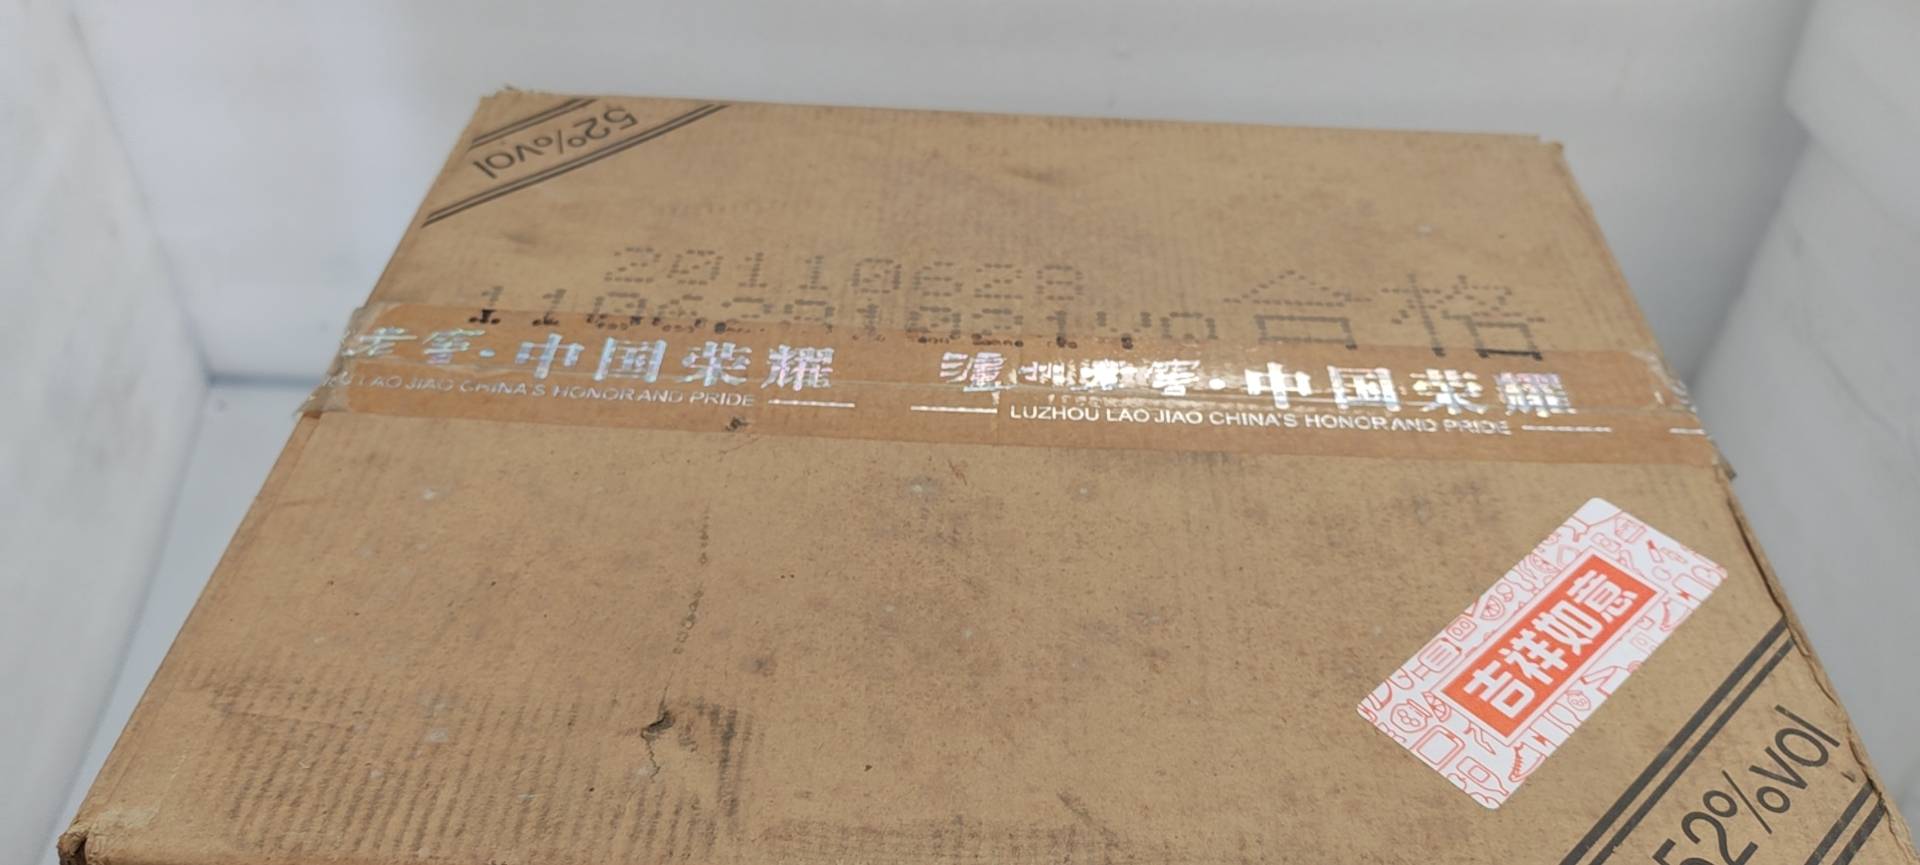 52%vol
20110628
合格
老窖·中国荣耀
LAO JIAO CHINA'S HONOR AND PRIDE
泸州老窖·中国荣耀
LUZHOU LAO JIAO CHINA'S HONOR AND PRIDE
吉祥如意
52%vol